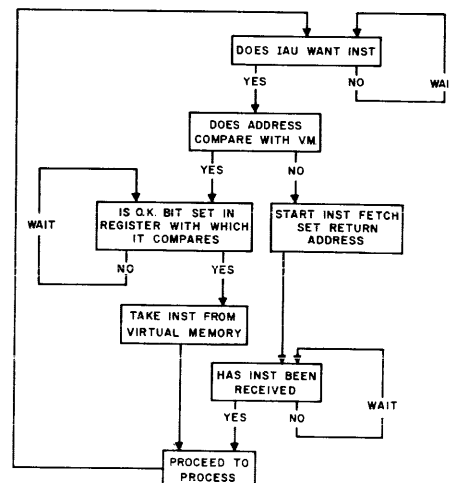 DOES IAU WANT INST
YES
NO
DOES ADDRESS
COMPARE WITH V.M.
YES
NO
WAIT
IS O.K. BIT SET IN
REGISTER WITH WHICH
IT COMPARES
START INST FETCH
SET RETURN
ADDRESS
NO
YES
TAKE INST FROM
VIRTUAL MEMORY
HAS INST BEEN
RECEIVED
YES
NO
WAIT
PROCEED TO
PROCESS